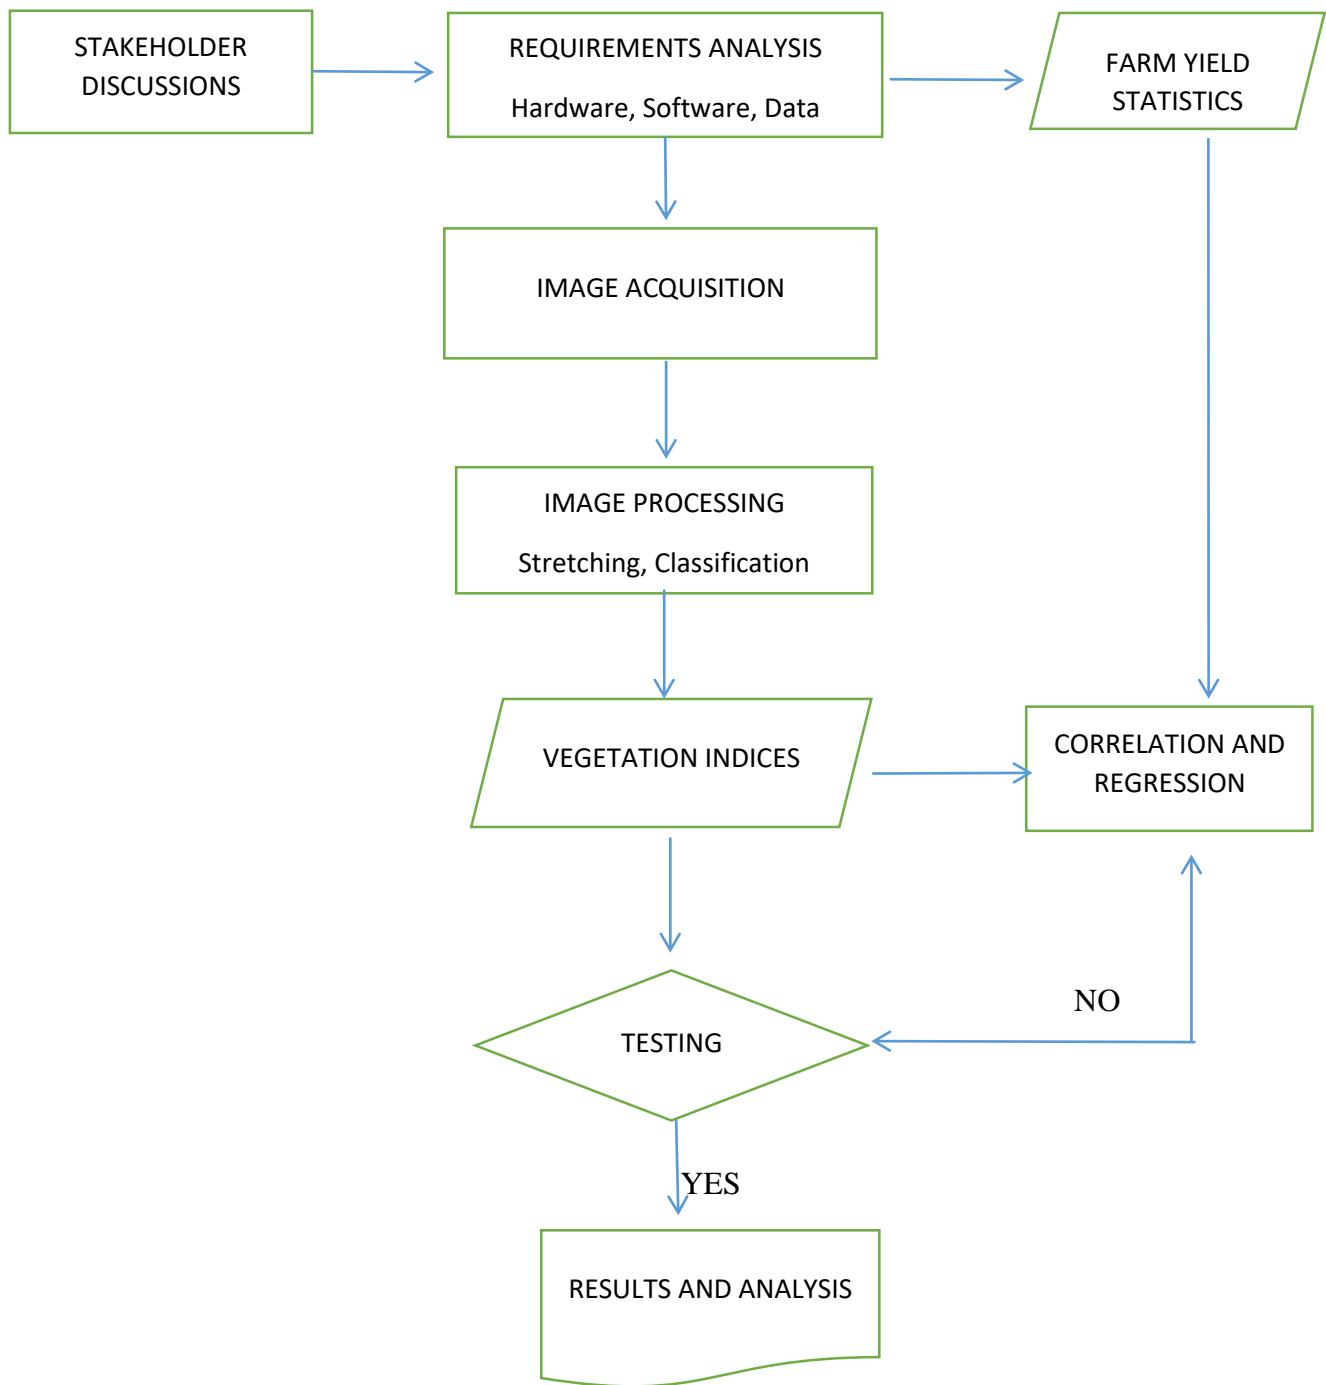 STAKEHOLDER
DISCUSSIONS
REQUIREMENTS ANALYSIS
Hardware, Software, Data
FARM YIELD
STATISTICS
IMAGE ACQUISITION
IMAGE PROCESSING
Stretching, Classification
VEGETATION INDICES
CORRELATION AND
REGRESSION
NO
TESTING
YES
RESULTS AND ANALYSIS